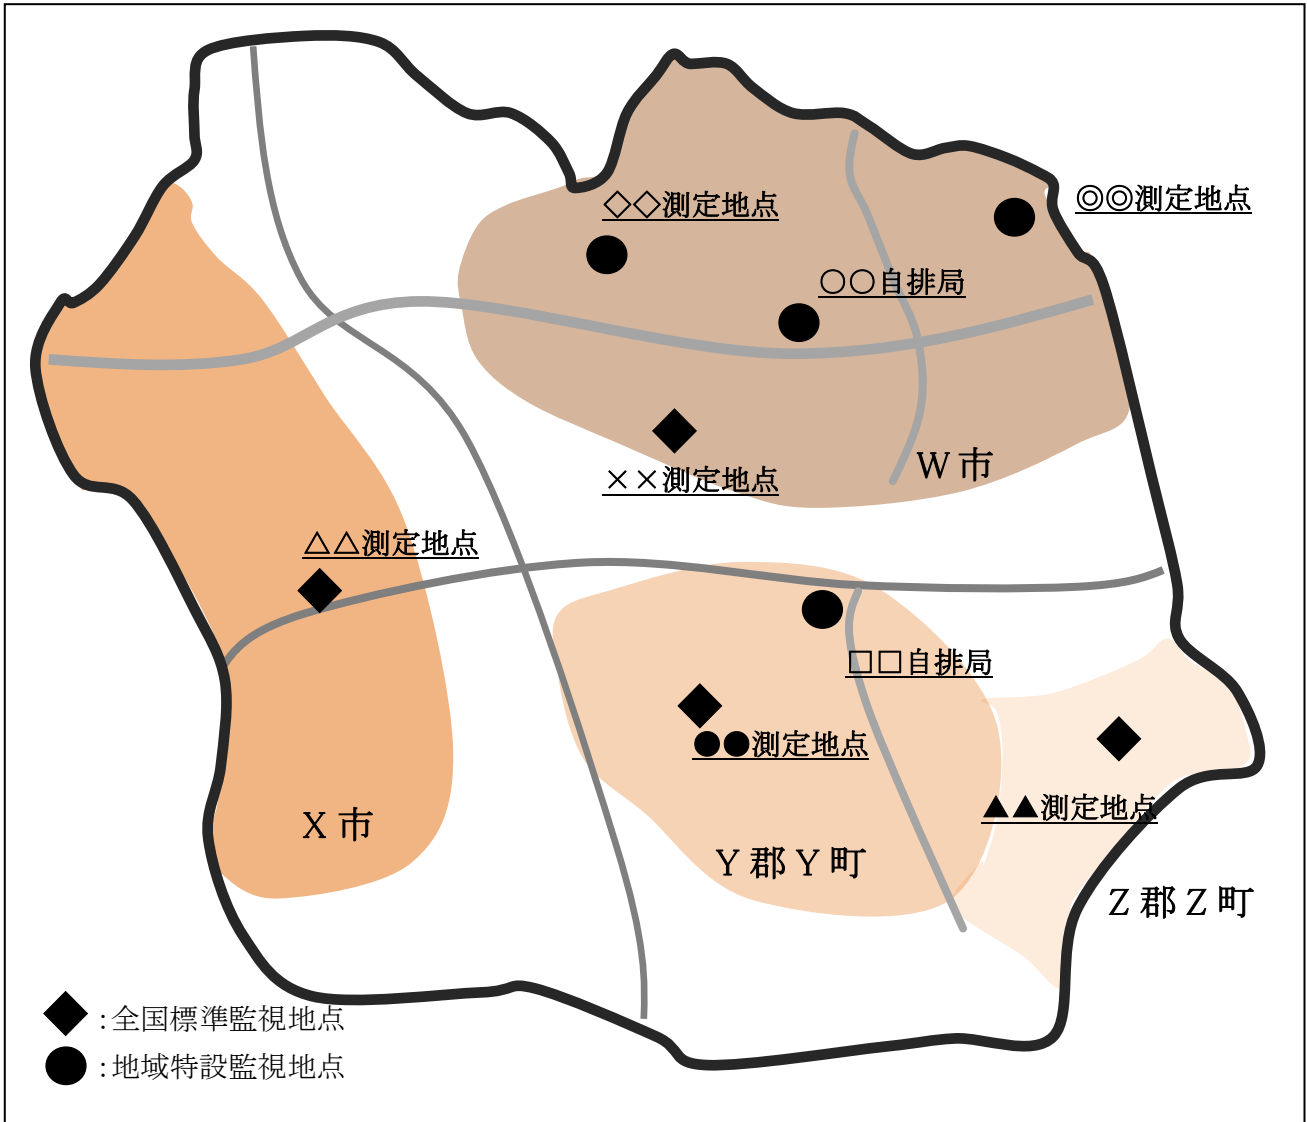 ◇◇測定地点
◎◎測定地点
○○自排局
××測定地点
W市
△△測定地点
□□自排局
●●測定地点
▲▲測定地点
X市
Y郡Y町
Z郡Z町
:全国標準監視地点
:地域特設監視地点